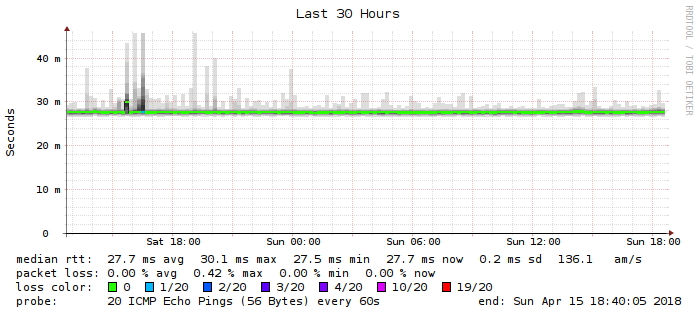 Last 30 Hours
RRDTOOL / TOBI OETIKER
Seconds
40 m
30 m
20 m
10 m
0
Sat 18:00 Sun 00:00 Sun 06:00 Sun 12:00 Sun 18:00
median rtt: 27.7 ms avg 30.1 ms max 27.5 ms min 27.7 ms now 0.2 ms sd 136.1 am/s
packet loss: 0.00 % avg 0.42 % max 0.00 % min 0.00 % now
loss color: 0 1/20 2/20 3/20 4/20 10/20 19/20
probe: 20 ICMP Echo Pings (56 Bytes) every 60s end: Sun Apr 15 18:40:05 2018